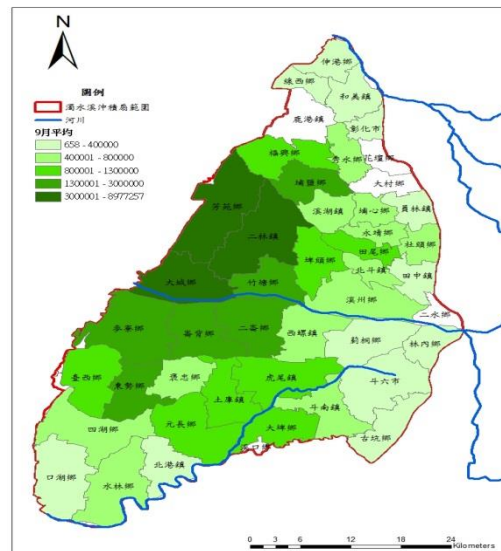 N
圖例
濁水溪沖積扇範圍
河川
9月平均
658 - 400000
400001 - 800000
800001 - 1300000
1300001 - 3000000
3000001 - 8977257
伸港鄉
線西鄉
和美鎮
鹿港鎮
彰化市
福興鄉
秀水鄉
花壇鄉
芳苑鄉
埔鹽鄉
大村鄉
溪湖鎮
埔心鄉
員林鎮
二林鎮
永靖鄉
社頭鄉
埤頭鄉
田尾鄉
大城鄉
竹塘鄉
北斗鎮
田中鎮
溪州鄉
二水鄉
麥寮鄉
崙背鄉
二崙鄉
西螺鎮
莿桐鄉
林內鄉
臺西鄉
東勢鄉
褒忠鄉
虎尾鎮
斗六市
土庫鎮
斗南鎮
四湖鄉
元長鄉
大埤鄉
古坑鄉
口湖鄉
水林鄉
北港鎮
0 2 4 8 12 16 20 24
Kilometers